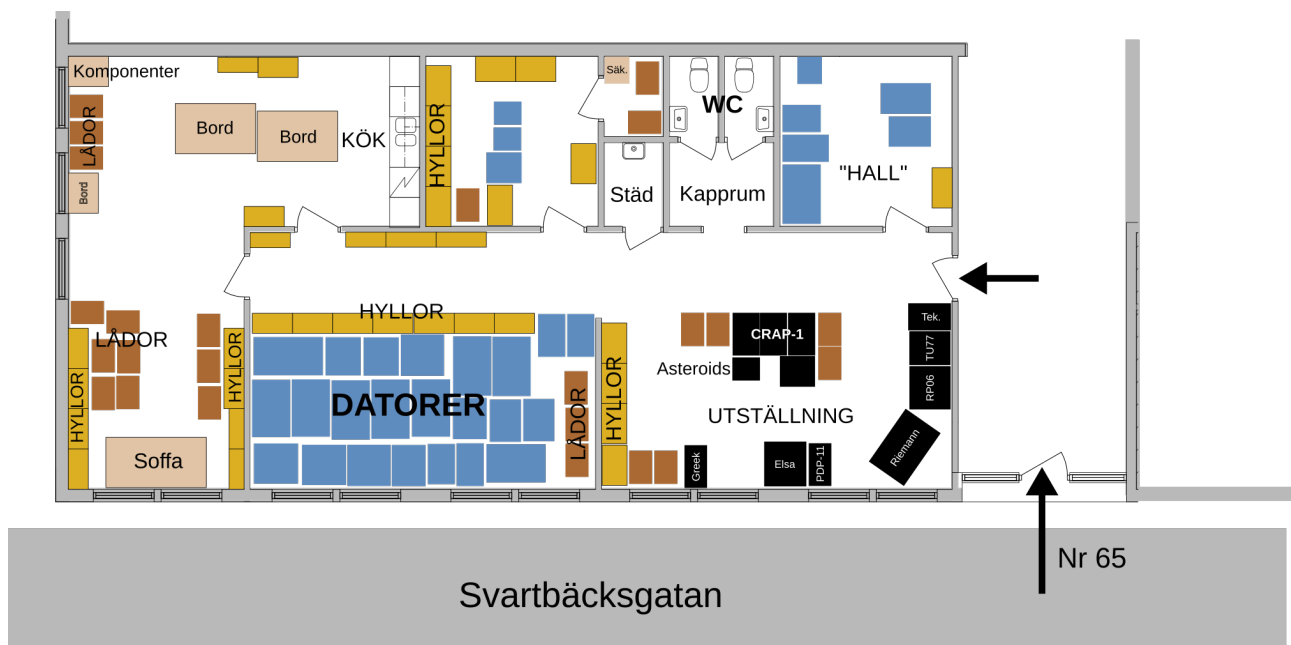 Komponenter
LÅDOR
Bord
Bord
Bord
KÖK
HYLLOR
Säk.
WC
Städ
Kapprum
"HALL"
HYLLOR
LÅDOR
HYLLOR
HYLLOR
Soffa
DATORER
LÅDOR
HYLLOR
CRAP-1
Asteroids
UTSTÄLLNING
Tek.
TU77
RP06
Riemann
Greek
Elsa
PDP-11
Nr 65
Svartbäcksgatan